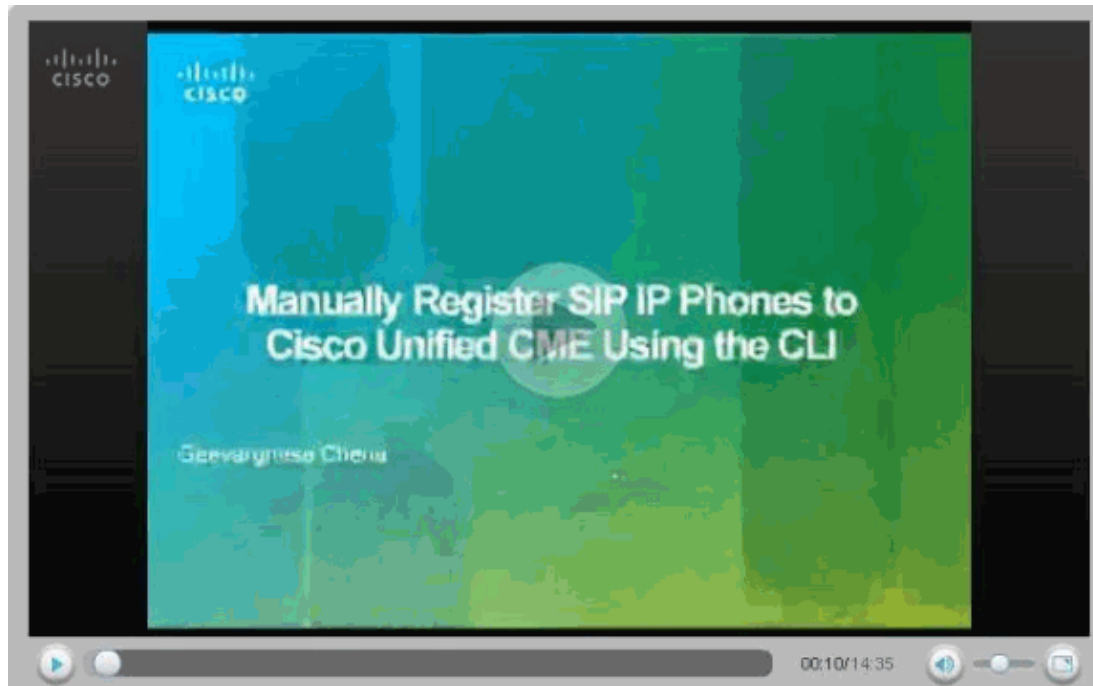 CISCO
CISCO
Manually Register SIP IP Phones to
Cisco Unified CME Using the CLI
00:10/14:35